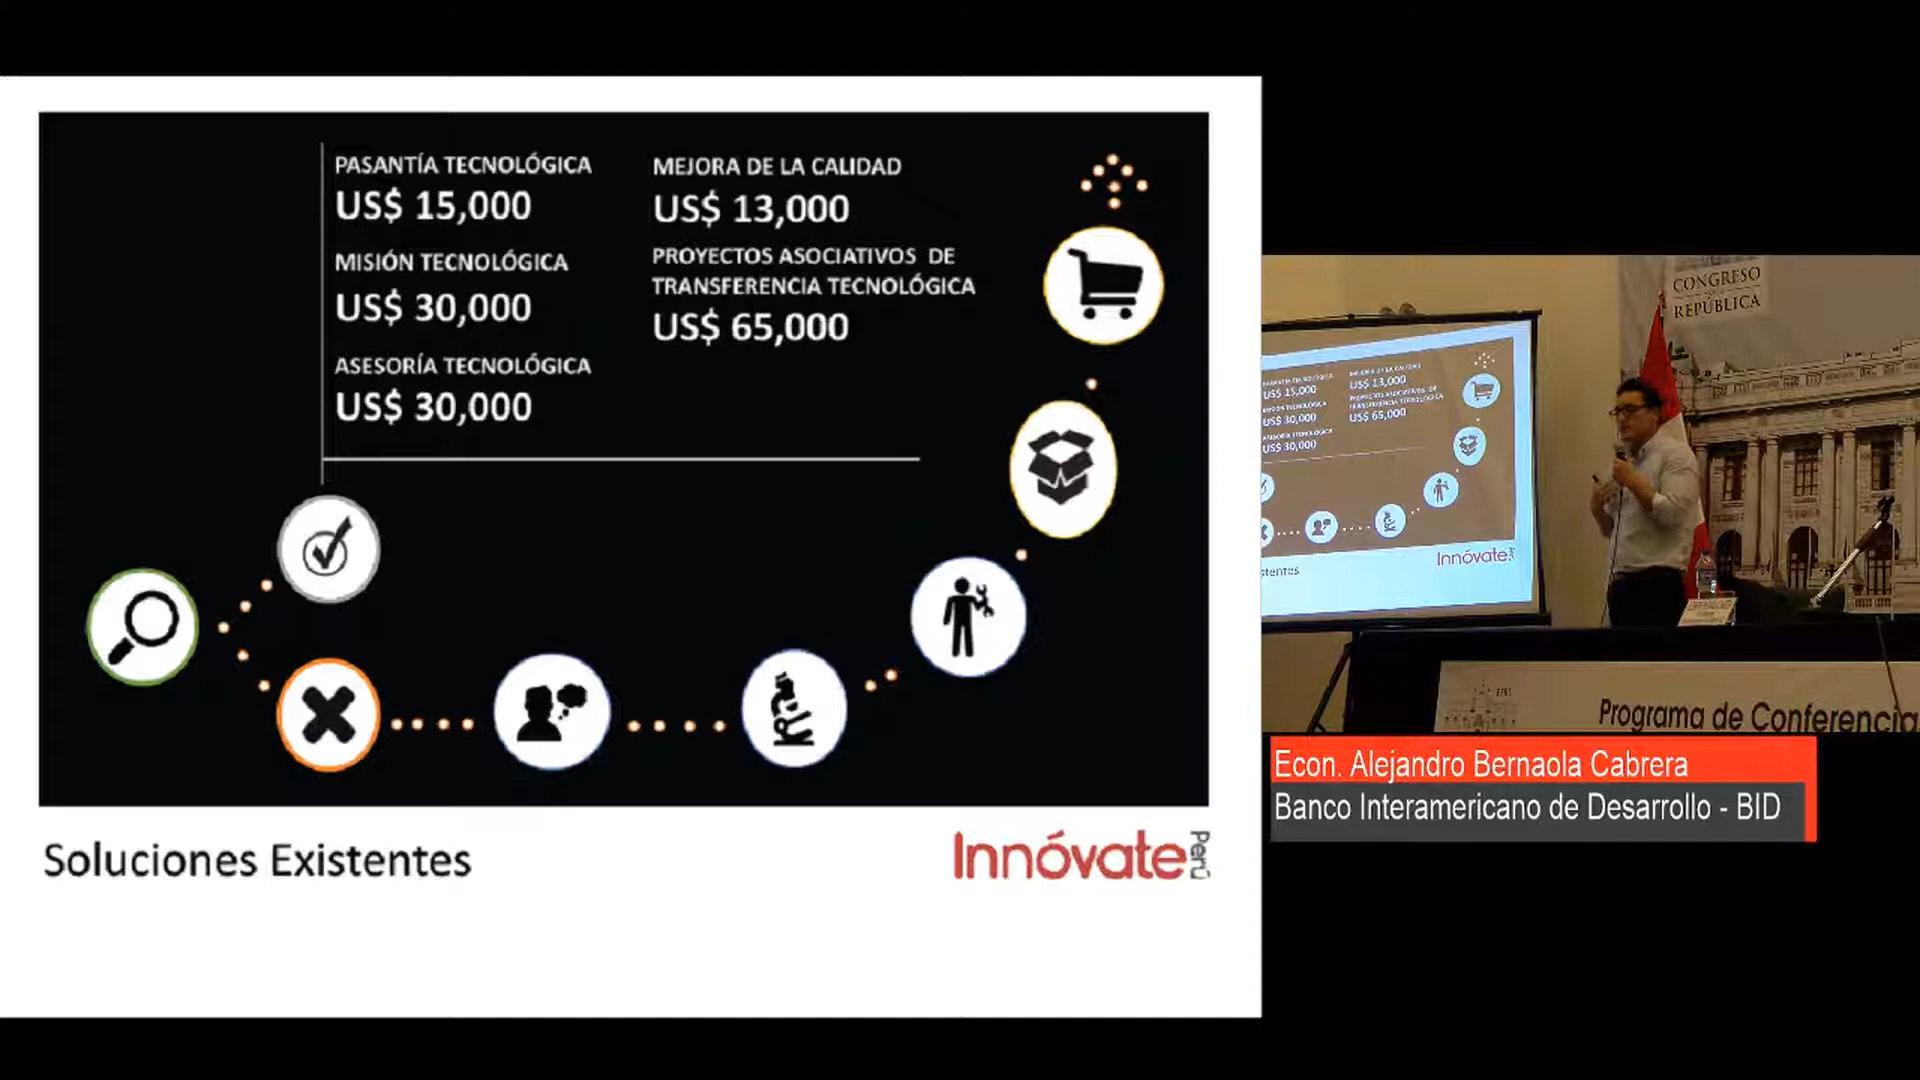 PASANTÍA TECNOLÓGICA
US$ 15,000
MISIÓN TECNOLÓGICA
US$ 30,000
ASESORÍA TECNOLÓGICA
US$ 30,000
MEJORA DE LA CALIDAD
US$ 13,000
PROYECTOS ASOCIATIVOS DE
TRANSFERENCIA TECNOLÓGICA
US$ 65,000
Soluciones Existentes
Innóvate Perú
CONGRESO
REPÚBLICA
US$ 15,000
US$ 30,000
US$ 30,000
US$ 13,000
US$ 65,000
Innóvate
stentes
Programa de Conferencia
Econ. Alejandro Bernaola Cabrera
Banco Interamericano de Desarrollo - BID